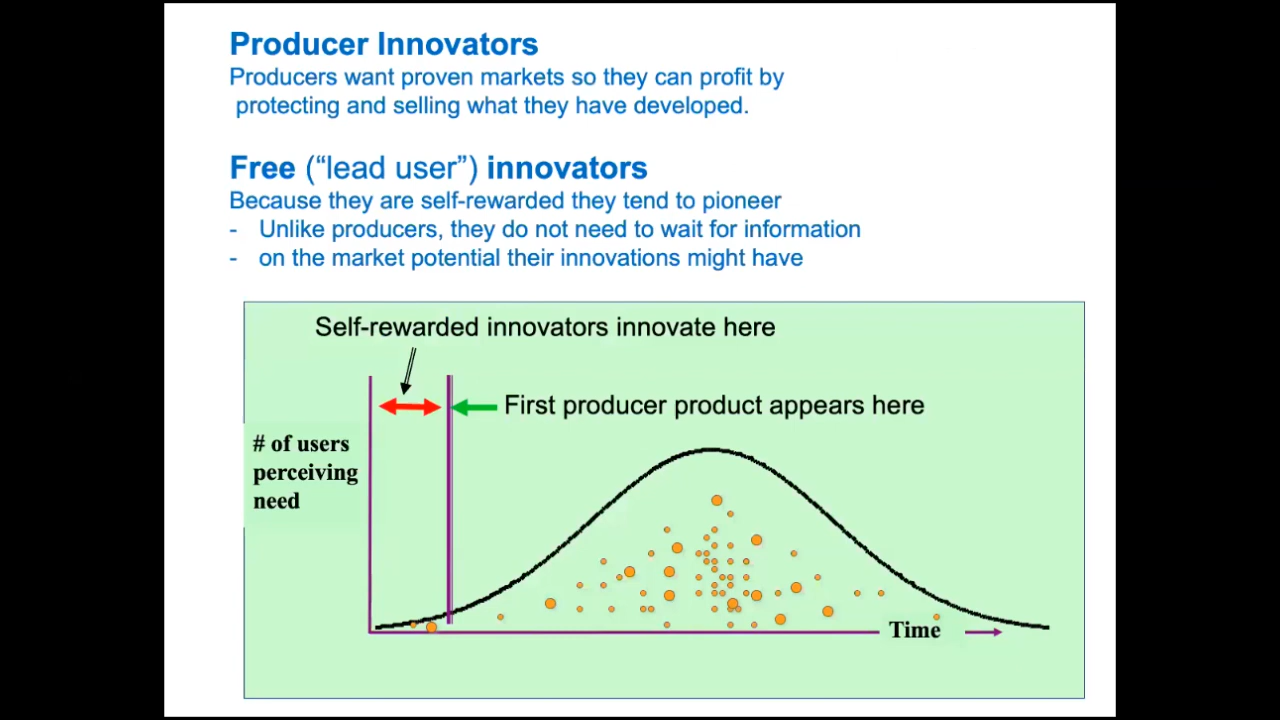 Producer Innovators
Producers want proven markets so they can profit by
protecting and selling what they have developed.
Free (“lead user”) innovators
Because they are self-rewarded they tend to pioneer
- Unlike producers, they do not need to wait for information
- on the market potential their innovations might have
Self-rewarded innovators innovate here
First producer product appears here
# of users
perceiving
need
Time